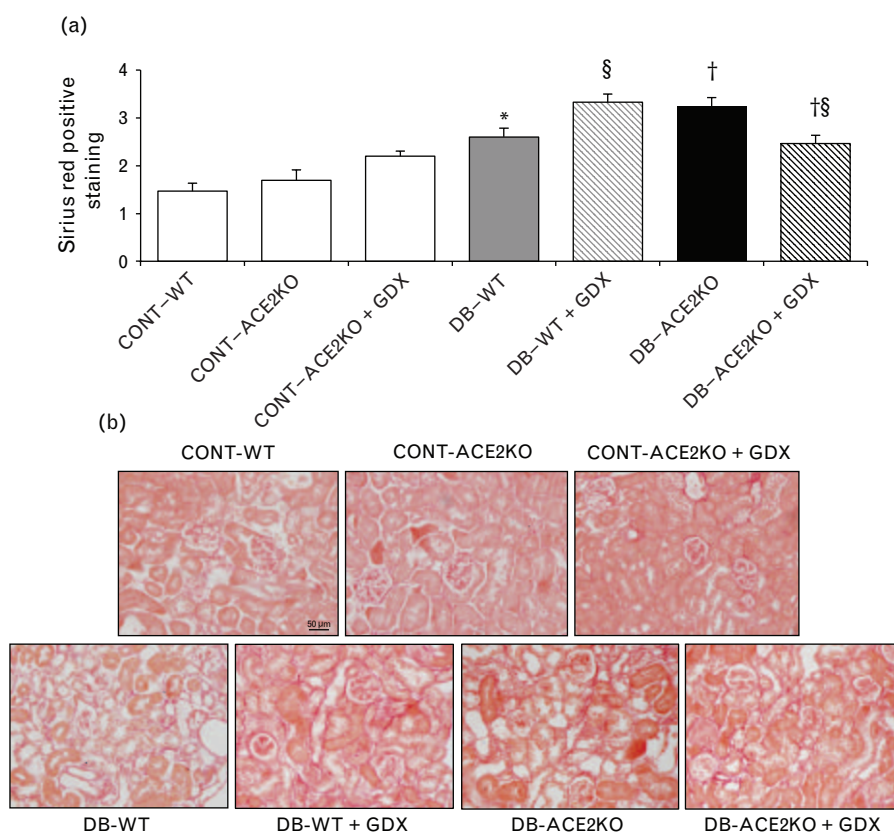 (a)
Sirius red positive
staining
4
3
2
1
0
*
§
†
†§
CONT–WT
CONT–ACE2KO
CONT–ACE2KO + GDX
DB–WT
DB–WT + GDX
DB–ACE2KO
DB–ACE2KO + GDX
(b)
CONT-WT
CONT-ACE2KO
CONT-ACE2KO + GDX
50 µm
DB-WT
DB-WT + GDX
DB-ACE2KO
DB-ACE2KO + GDX